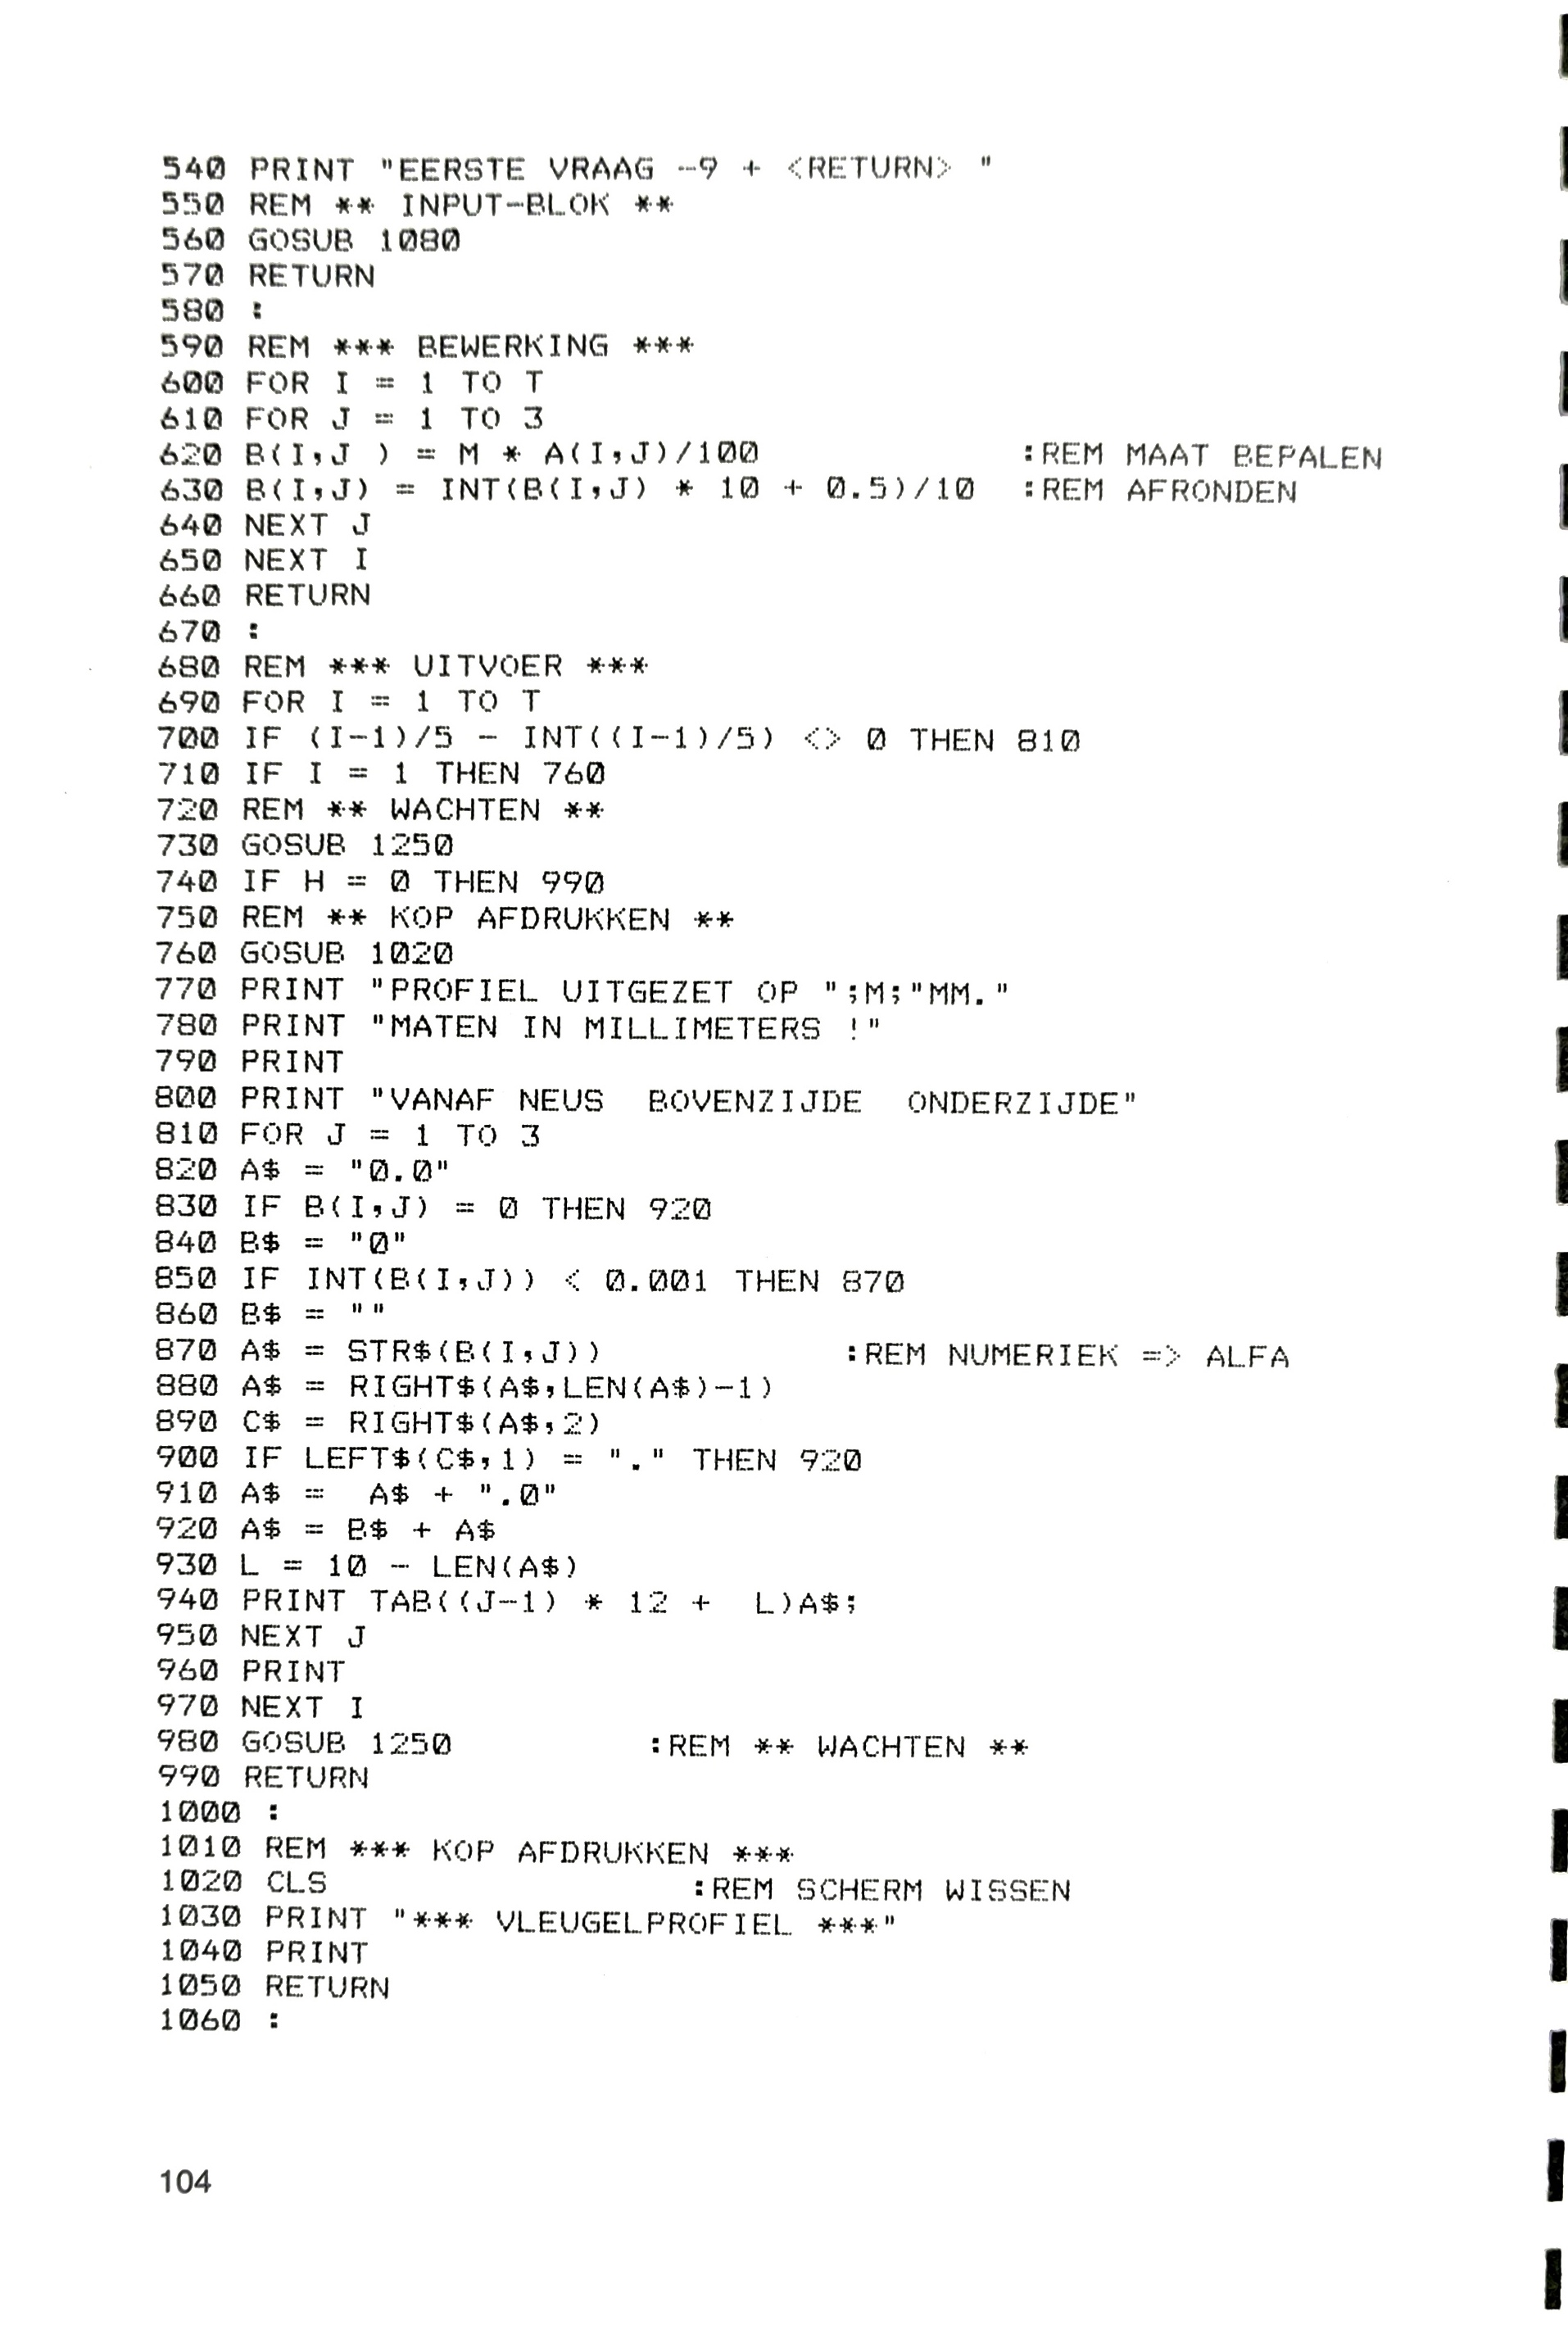 540 PRINT "EERSTE VRAAG -9 + <RETURN> "
550 REM ** INPUT-BLOK **
560 GOSUB 1080
570 RETURN
580 :
590 REM *** BEWERKING ***
600 FOR I = 1 TO T
610 FOR J = 1 TO 3
620 B(I,J ) = M * A(I,J)/100 :REM MAAT BEPALEN
630 B(I,J) = INT(B(I,J) * 10 + 0.5)/10 :REM AFRONDEN
640 NEXT J
650 NEXT I
660 RETURN
670 :
680 REM *** UITVOER ***
690 FOR I = 1 TO T
700 IF (I-1)/5 - INT((I-1)/5) <> 0 THEN 810
710 IF I = 1 THEN 760
720 REM ** WACHTEN **
730 GOSUB 1250
740 IF H = 0 THEN 990
750 REM ** KOP AFDRUKKEN **
760 GOSUB 1020
770 PRINT "PROFIEL UITGEZET OP ";M;"MM."
780 PRINT "MATEN IN MILLIMETERS !"
790 PRINT
800 PRINT "VANAF NEUS  BOVENZIJDE  ONDERZIJDE"
810 FOR J = 1 TO 3
820 A$ = "0.0"
830 IF B(I,J) = 0 THEN 920
840 B$ = "0"
850 IF INT(B(I,J)) < 0.001 THEN 870
860 B$ = ""
870 A$ = STR$(B(I,J)) :REM NUMERIEK => ALFA
880 A$ = RIGHT$(A$,LEN(A$)-1)
890 C$ = RIGHT$(A$,2)
900 IF LEFT$(C$,1) = "." THEN 920
910 A$ =  A$ + ".0"
920 A$ = B$ + A$
930 L = 10 - LEN(A$)
940 PRINT TAB((J-1) * 12 +  L)A$;
950 NEXT J
960 PRINT
970 NEXT I
980 GOSUB 1250 :REM ** WACHTEN **
990 RETURN
1000 :
1010 REM *** KOP AFDRUKKEN ***
1020 CLS :REM SCHERM WISSEN
1030 PRINT "*** VLEUGELPROFIEL ***"
1040 PRINT
1050 RETURN
1060 :
104